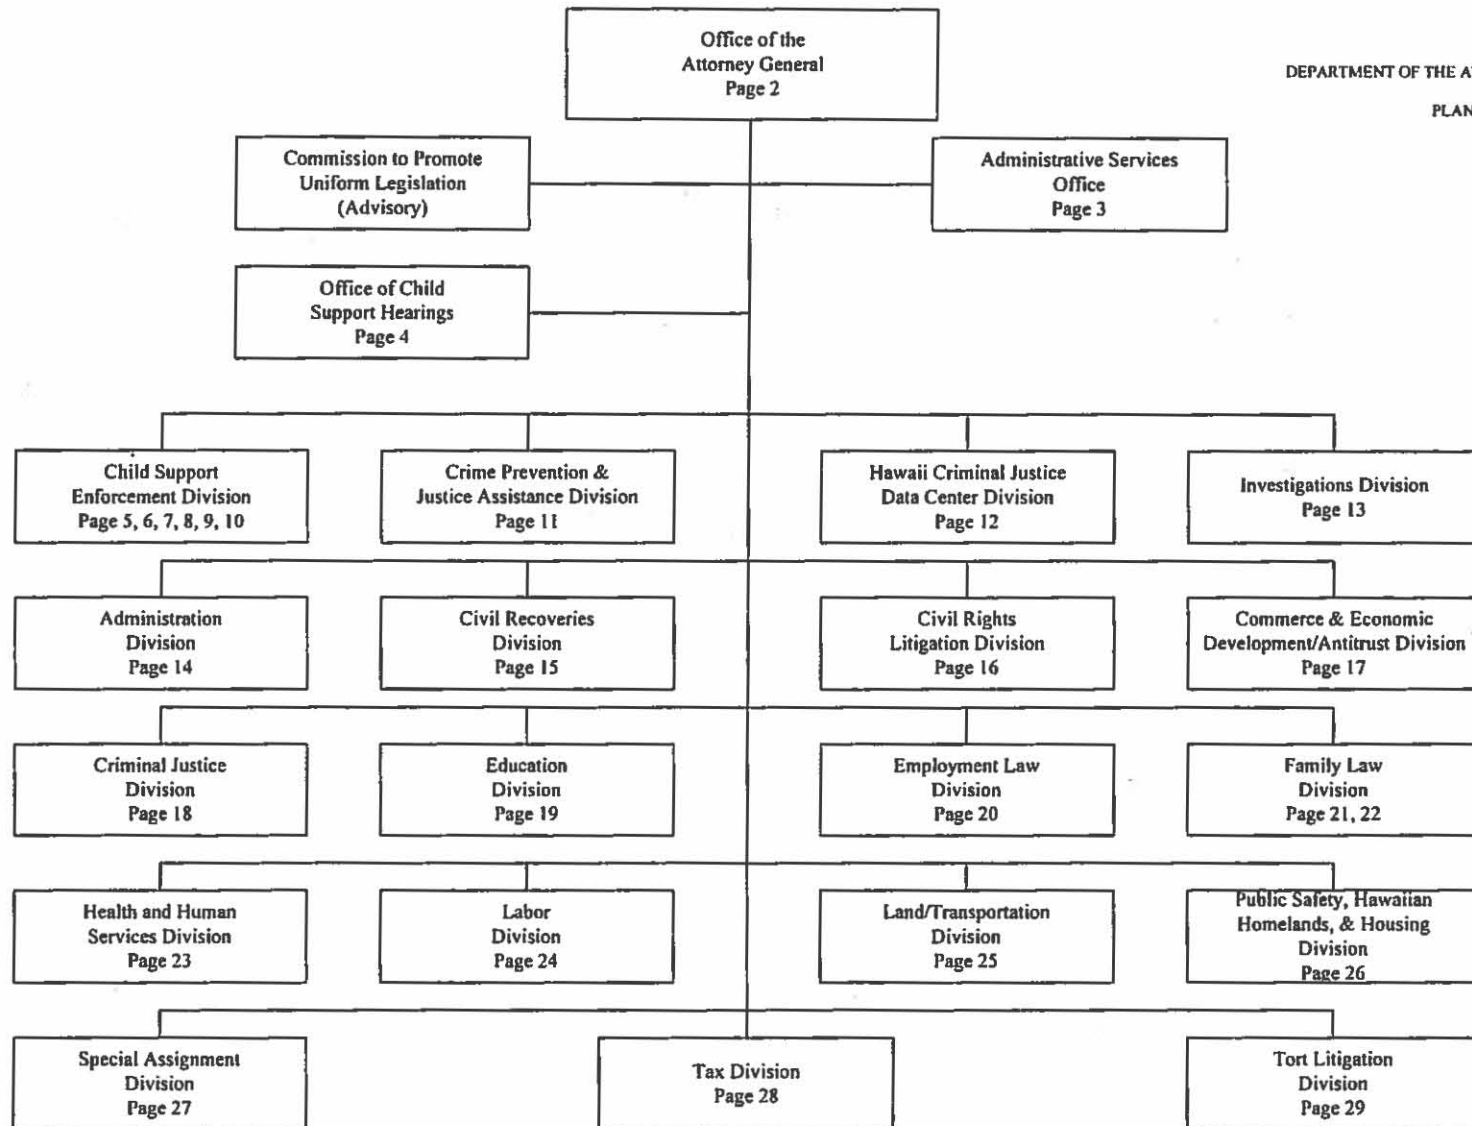 Office of the
Attorney General
Page 2
DEPARTMENT OF THE
PLAN
Commission to Promote
Uniform Legislation
(Advisory)
Administrative Services
Office
Page 3
Office of Child
Support Hearings
Page 4
Child Support
Enforcement Division
Page 5, 6, 7, 8, 9, 10
Crime Prevention &
Justice Assistance Division
Page 11
Hawaii Criminal Justice
Data Center Division
Page 12
Investigations Division
Page 13
Administration
Division
Page 14
Civil Recoveries
Division
Page 15
Civil Rights
Litigation Division
Page 16
Commerce & Economic
Development/Antitrust Division
Page 17
Criminal Justice
Division
Page 18
Education
Division
Page 19
Employment Law
Division
Page 20
Family Law
Division
Page 21, 22
Health and Human
Services Division
Page 23
Labor
Division
Page 24
Land/Transportation
Division
Page 25
Public Safety, Hawaiian
Homelands, & Housing
Division
Page 26
Special Assignment
Division
Page 27
Tax Division
Page 28
Tort Litigation
Division
Page 29